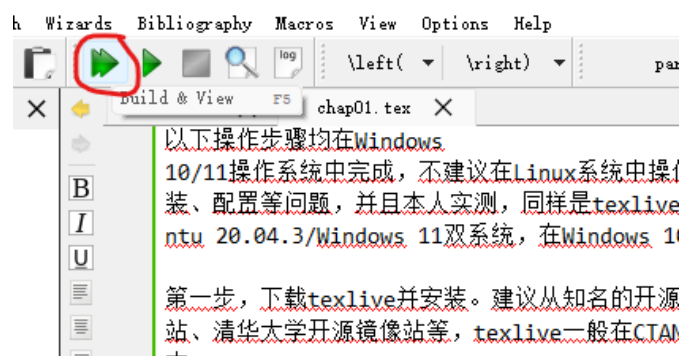 Wizards Bibliography Macros View Options Help
log \left( \right)
Build & View F5
chap01.tex
以下操作步骤均在Windows
10/11操作系统中完成，不建议在Linux系统中操
B
装、配置等问题，并且本人实测，同样是texlive
I
ntu 20.04.3/Windows 11双系统，在Windows
U
第一步，下载texlive并安装。建议从知名的开源
站、清华大学开源镜像站等，texlive一般在CTAN